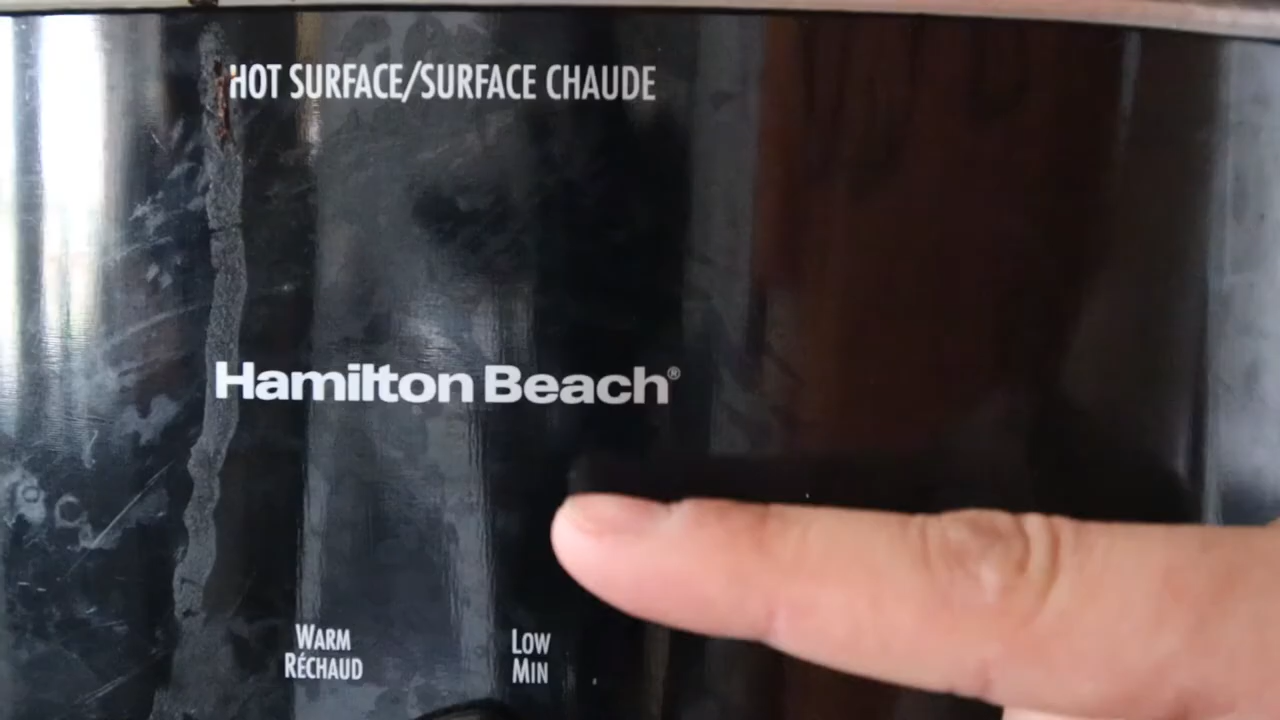 HOT SURFACE/SURFACE CHAUDE
Hamilton Beach®
WARM
RÉCHAUD
LOW
MIN